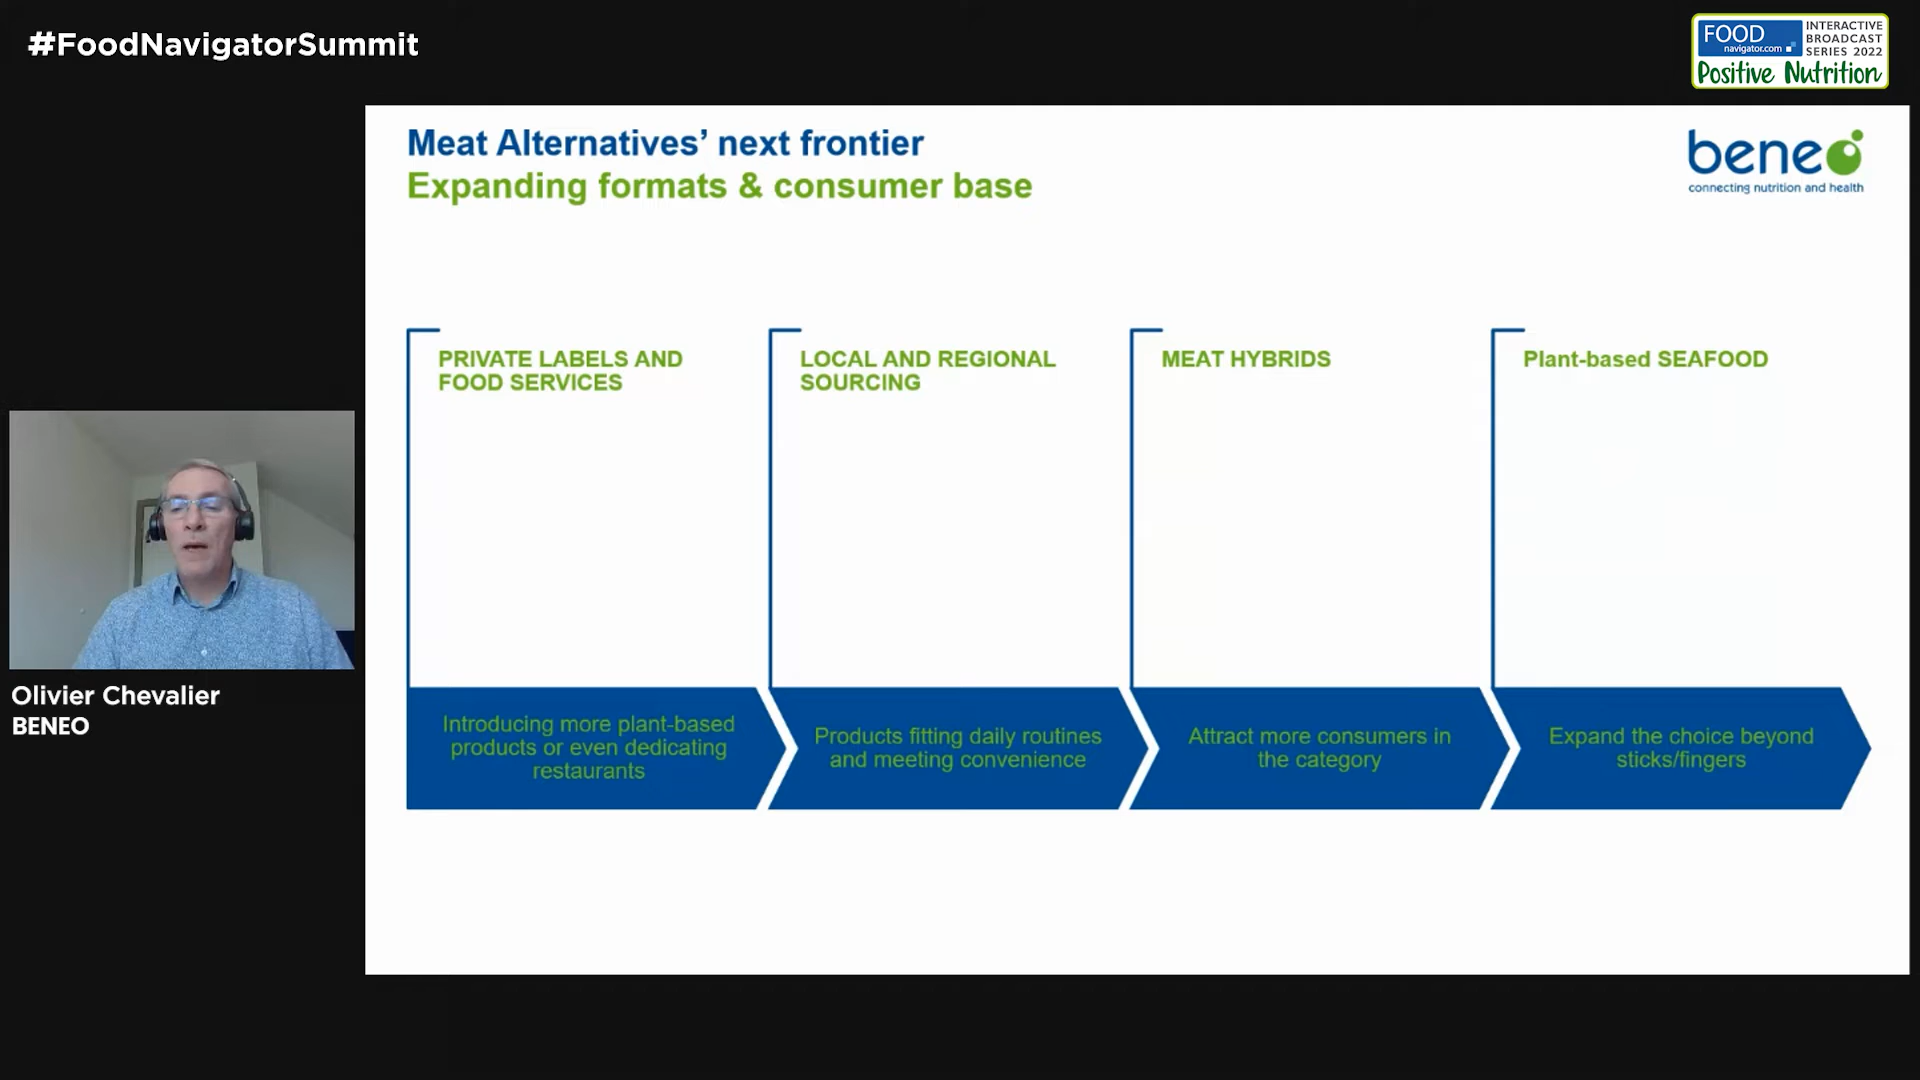 #FoodNavigatorSummit
FOOD
navigator.com
INTERACTIVE
BROADCAST
SERIES 2022
Positive Nutrition
Meat Alternatives’ next frontier
Expanding formats & consumer base
beneo
connecting nutrition and health
PRIVATE LABELS AND
FOOD SERVICES
LOCAL AND REGIONAL
SOURCING
MEAT HYBRIDS
Plant-based SEAFOOD
Introducing more plant-based
products or even dedicating
restaurants
Products fitting daily routines
and meeting convenience
Attract more consumers in
the category
Expand the choice beyond
sticks/fingers
Olivier Chevalier
BENEO